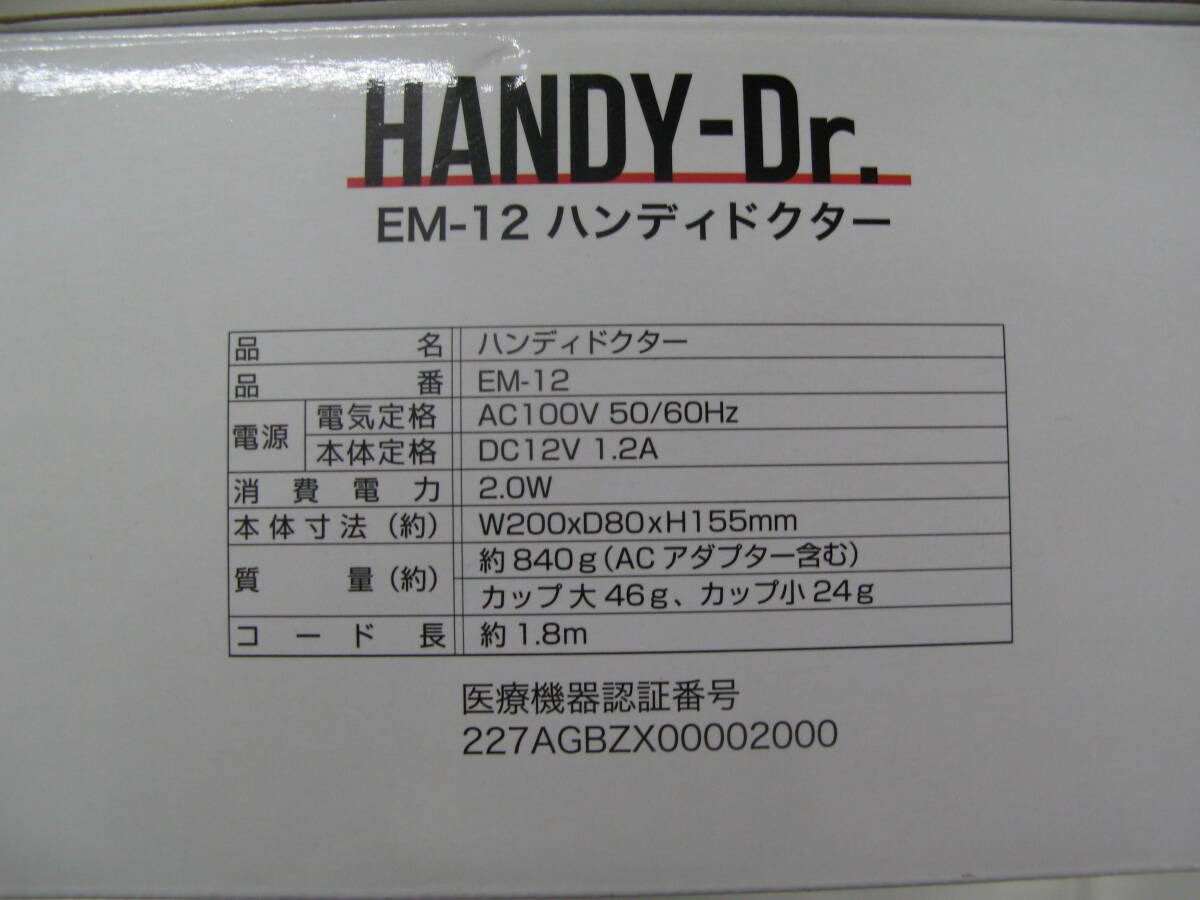 HANDY-Dr.
EM-12 ハンディドクター
品名 ハンディドクター
品番 EM-12
電源 電気定格 AC100V 50/60Hz
本体定格 DC12V 1.2A
消費電力 2.0W
本体寸法(約) W200xD80xH155mm
質量(約) 約840g(ACアダプター含む)
カップ大46g、カップ小24g
コード長 約1.8m
医療機器認証番号
227AGBZX00002000